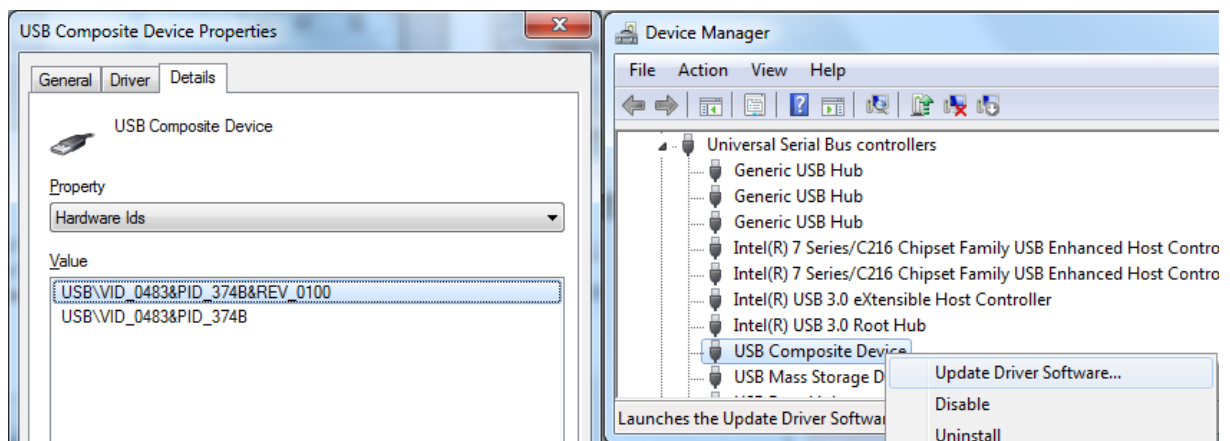 USB Composite Device Properties
General Driver Details
USB Composite Device
Property
Hardware Ids
Value
USB\VID_0483&PID_374B&REV_0100
USB\VID_0483&PID_374B
Device Manager
File Action View Help
Universal Serial Bus controllers
Generic USB Hub
Generic USB Hub
Generic USB Hub
Intel(R) 7 Series/C216 Chipset Family USB Enhanced Host Contro
Intel(R) 7 Series/C216 Chipset Family USB Enhanced Host Contro
Intel(R) USB 3.0 eXtensible Host Controller
Intel(R) USB 3.0 Root Hub
USB Composite Device
USB Mass Storage D
Launches the Update Driver Softwar
Update Driver Software...
Disable
Uninstall